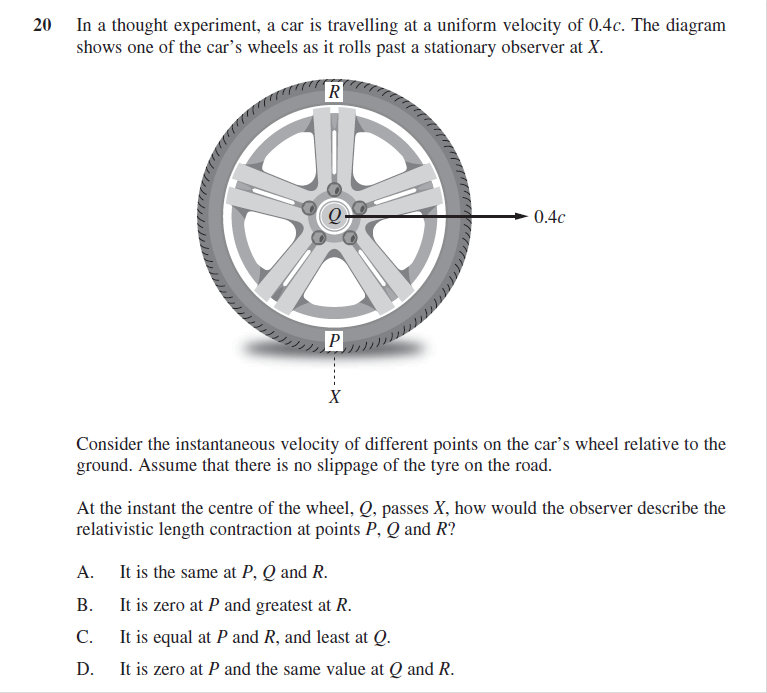 20 In a thought experiment, a car is travelling at a uniform velocity of 0.4c. The diagram
shows one of the car’s wheels as it rolls past a stationary observer at X.
R
Q
0.4c
P
X
Consider the instantaneous velocity of different points on the car’s wheel relative to the
ground. Assume that there is no slippage of the tyre on the road.
At the instant the centre of the wheel, Q, passes X, how would the observer describe the
relativistic length contraction at points P, Q and R?
A. It is the same at P, Q and R.
B. It is zero at P and greatest at R.
C. It is equal at P and R, and least at Q.
D. It is zero at P and the same value at Q and R.